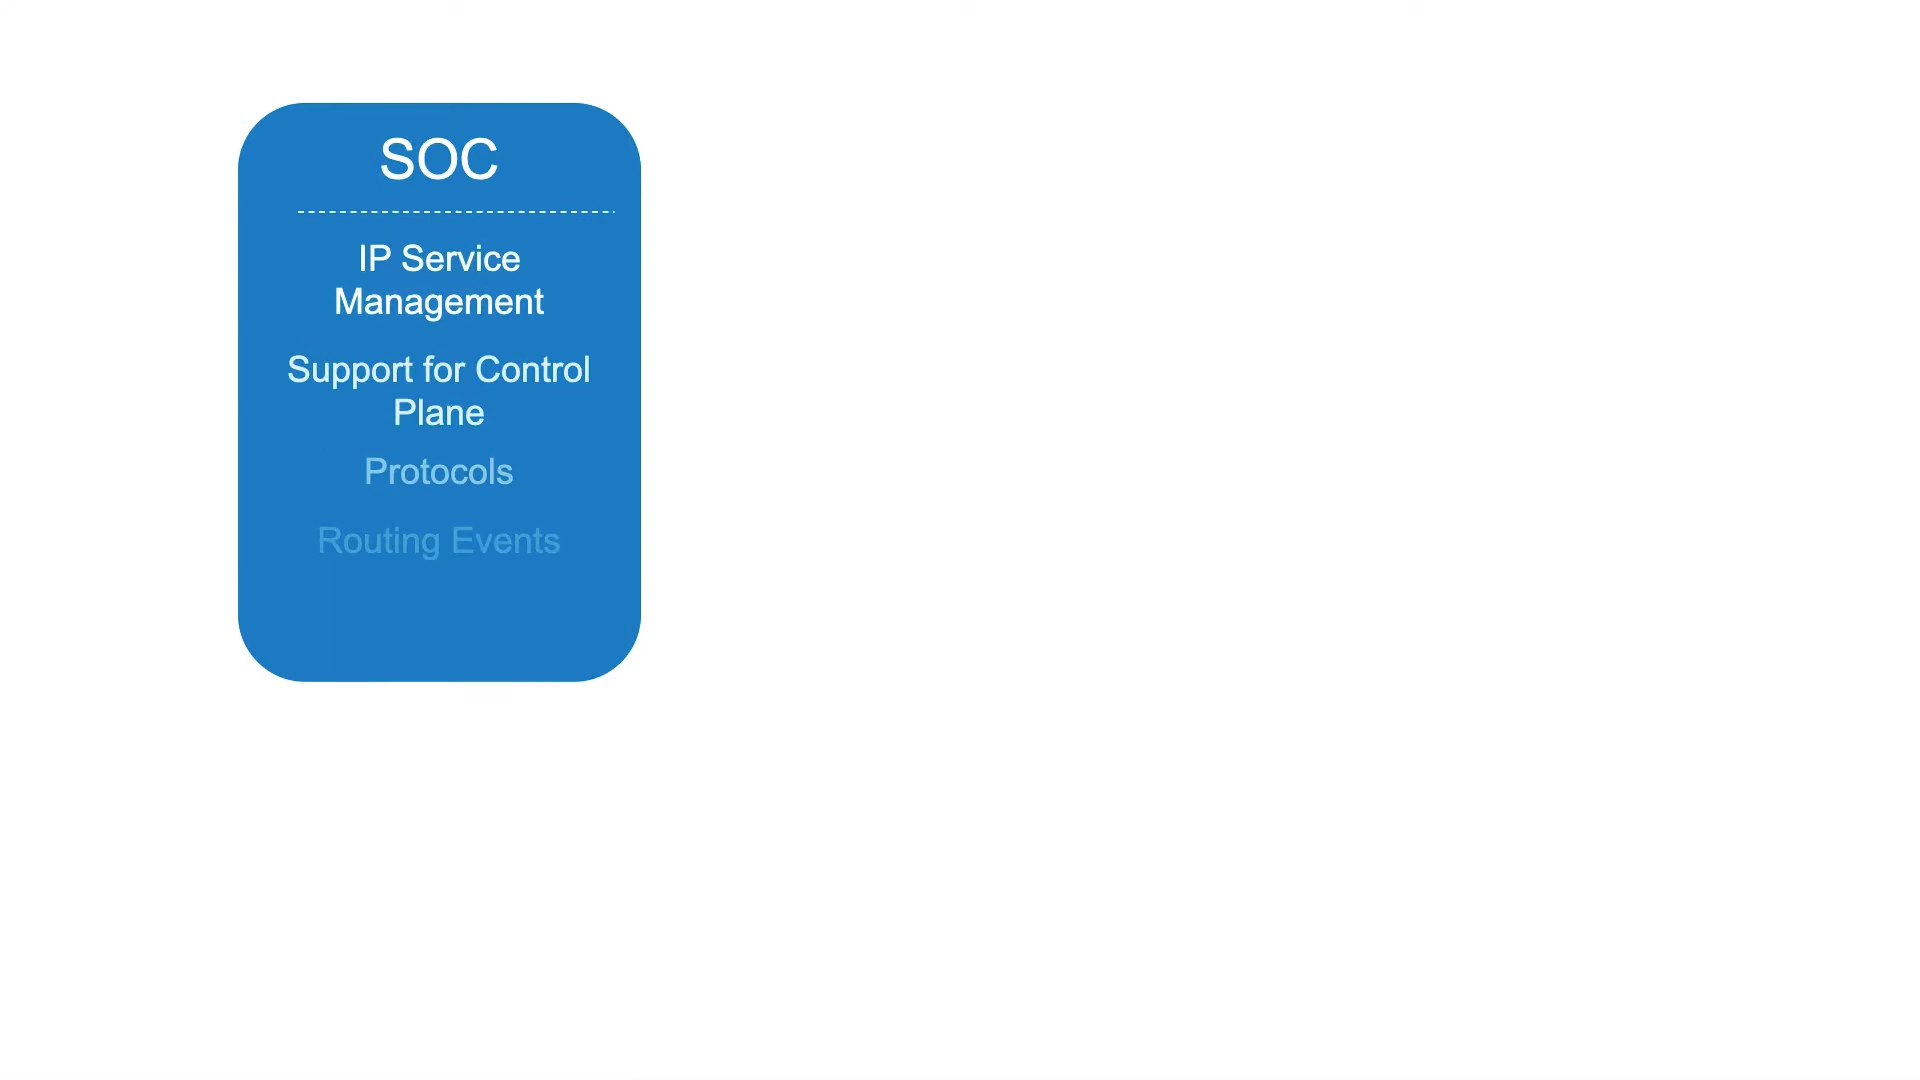 SOC
IP Service
Management
Support for Control
Plane
Protocols
Routing Events